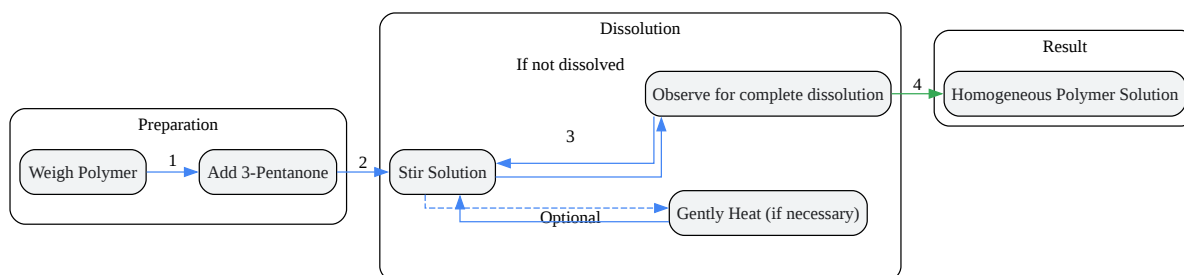 Dissolution
Result
If not dissolved
Observe for complete dissolution
4
Homogeneous Polymer Solution
Preparation
Weigh Polymer
1
Add 3-Pentanone
2
Stir Solution
3
Optional
Gently Heat (if necessary)